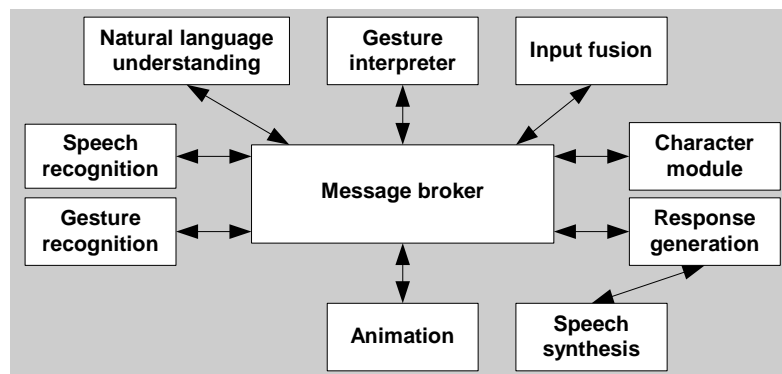 Natural language
understanding
Gesture
interpreter
Input fusion
Speech
recognition
Message broker
Character
module
Gesture
recognition
Response
generation
Animation
Speech
synthesis